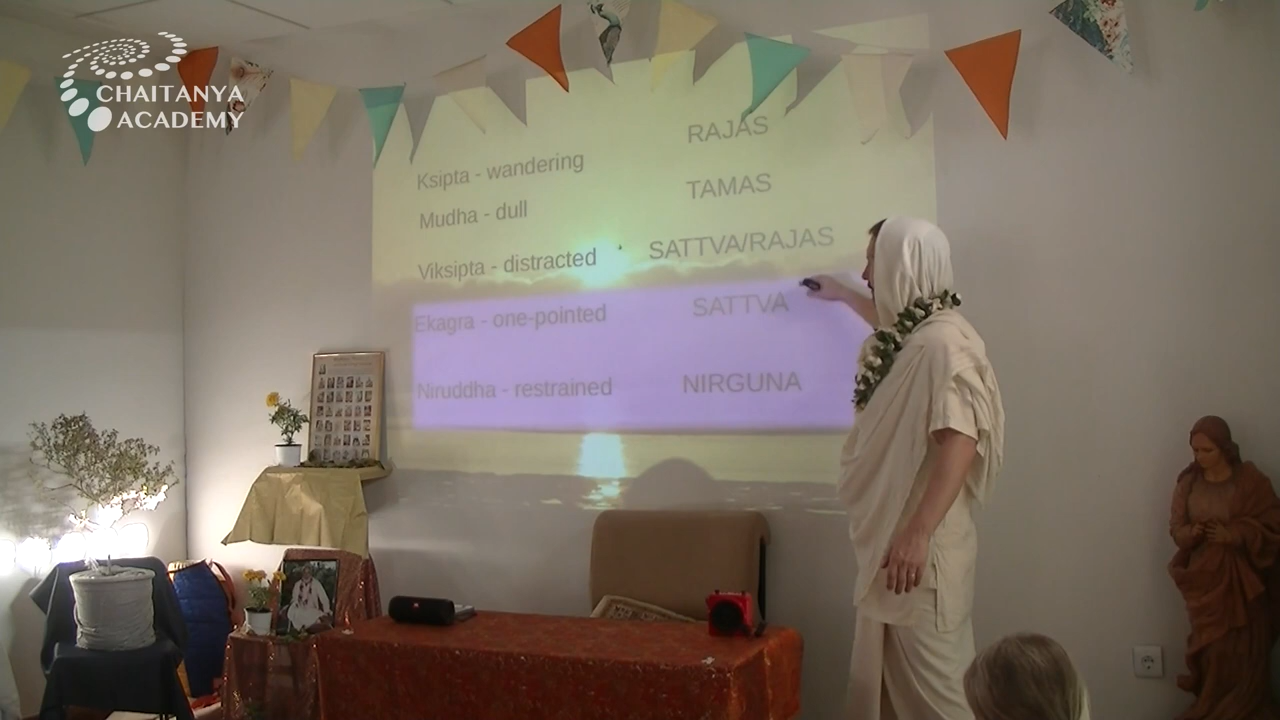 CHAITANYA
ACADEMY
Ksipta - wandering RAJAS
Mudha - dull TAMAS
Viksipta - distracted SATTVA/RAJAS
Ekagra - one-pointed SATTVA
Niruddha - restrained NIRGUNA